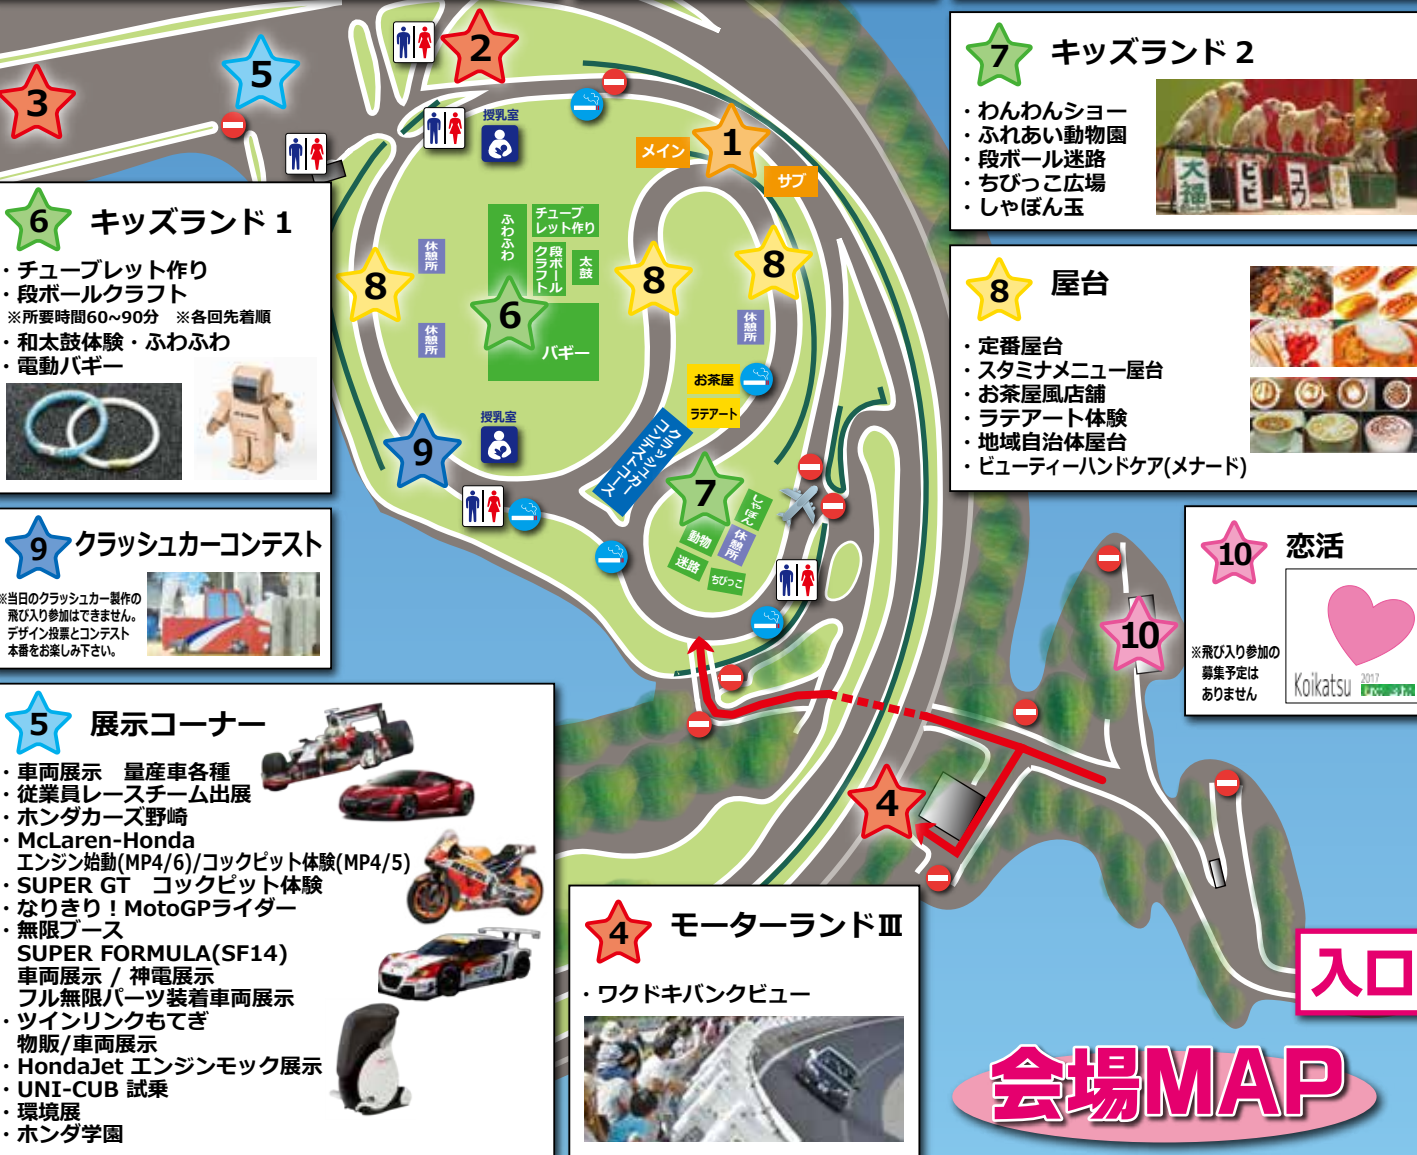 3
5
2
授乳室
メイン
1
サブ
7 キッズランド 2
・わんわんショー
・ふれあい動物園
・段ボール迷路
・ちびっこ広場
・しゃぼん玉
大福
ビビ
コウ
6 キッズランド 1
・チューブレット作り
・段ボールクラフト
※所要時間60~90分 ※各回先着順
・和太鼓体験・ふわふわ
・電動バギー
8
休憩所
休憩所
ふわふわ
チューブ
レット作り
段ボール
クラフト
太鼓
6
バギー
8
8
休憩所
お茶屋
ラテアート
9
授乳室
クラッシュカー
コンテストコース
7
しゃぼん
動物
休憩所
迷路
ちびっこ
8 屋台
・定番屋台
・スタミナメニュー屋台
・お茶屋風店舗
・ラテアート体験
・地域自治体屋台
・ビューティーハンドケア(メナード)
9 クラッシュカーコンテスト
※当日のクラッシュカー製作の
飛び入り参加はできません。
デザイン投票とコンテスト
本番をお楽しみ下さい。
10 恋活
※飛び入り参加の
募集予定は
ありません
Koikatsu
2017
10
4
5 展示コーナー
・車両展示 量産車各種
・従業員レースチーム出展
・ホンダカーズ野崎
・McLaren-Honda
エンジン始動(MP4/6)/コックピット体験(MP4/5)
・SUPER GT コックピット体験
・なりきり！MotoGPライダー
・無限ブース
SUPER FORMULA(SF14)
車両展示 / 神電展示
フル無限パーツ装着車両展示
・ツインリンクもてぎ
物販/車両展示
・HondaJet エンジンモック展示
・UNI-CUB 試乗
・環境展
・ホンダ学園
4 モーターランドⅢ
・ワクドキバンクビュー
入口
会場MAP